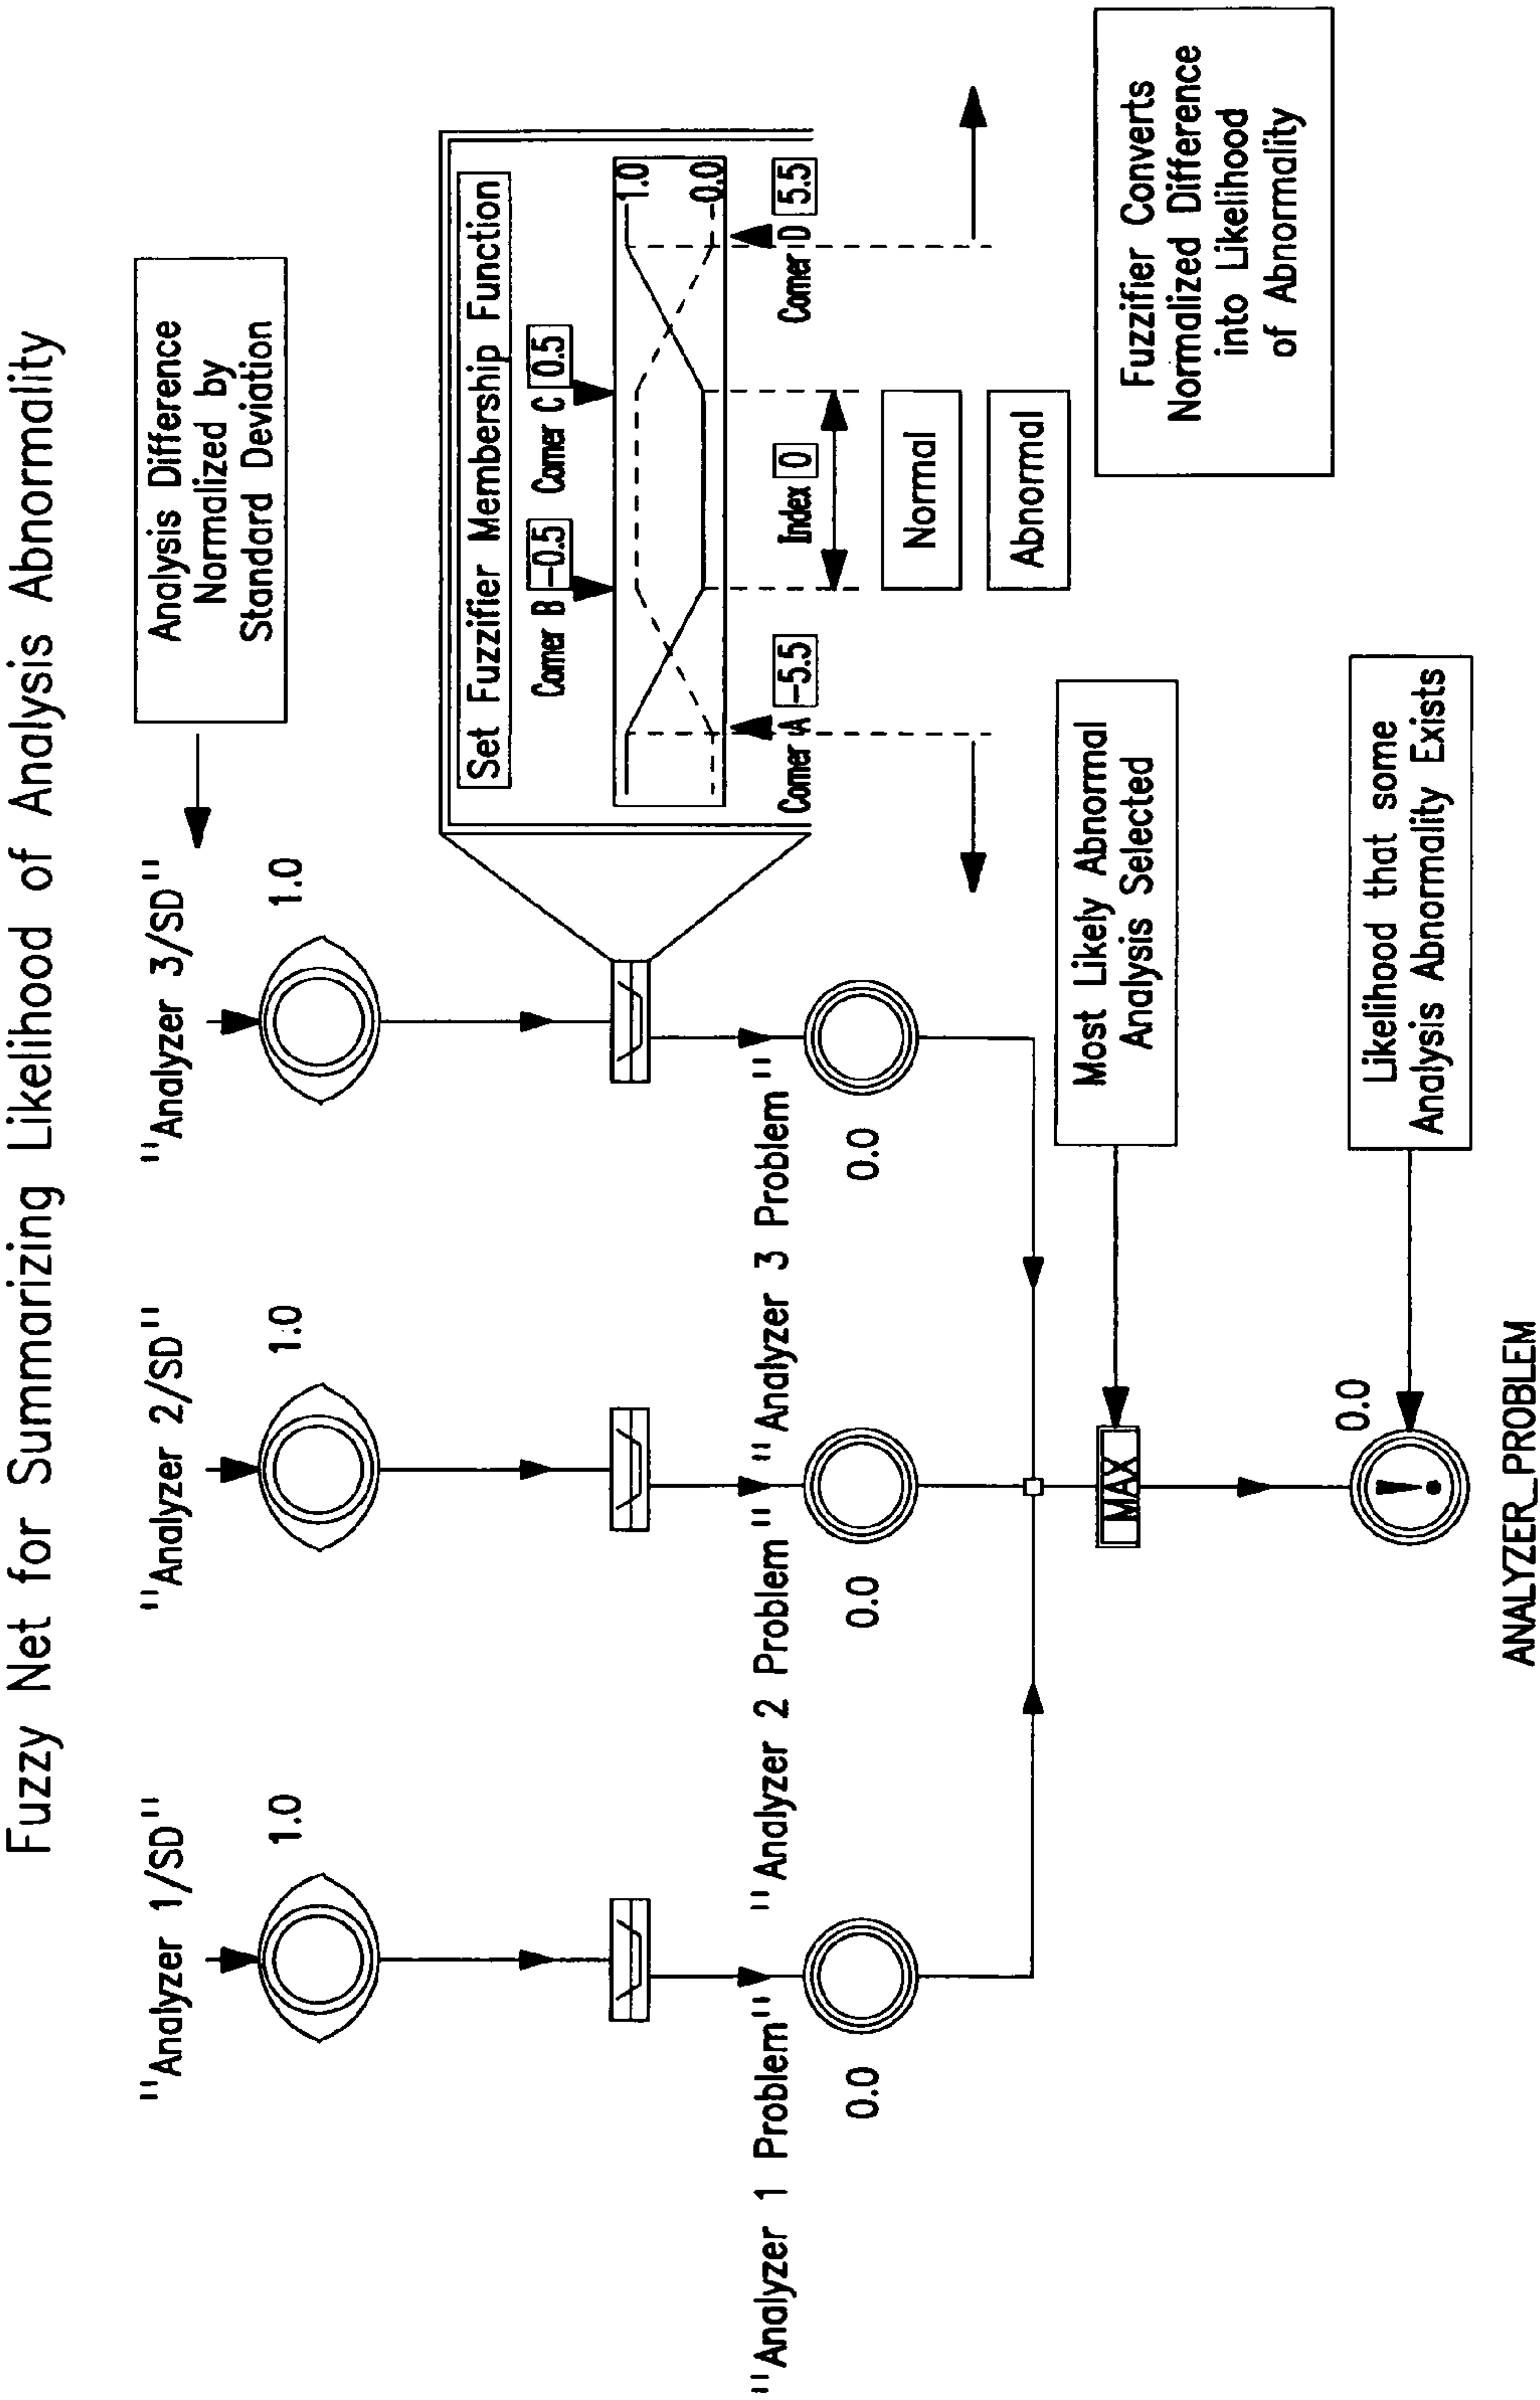 Fuzzy Net for Summarizing Likelihood of Analysis Abnormality
"Analyzer 1/SD"
1.0
"Analyzer 2/SD"
1.0
"Analyzer 3/SD"
1.0
Analysis Difference
Normalized by
Standard Deviation
Set Fuzzifier Membership Function
Corner B -0.5
Corner C 0.5
1.0
0.0
Corner A -5.5
Index 0
Corner D 5.5
Normal
Abnormal
"Analyzer 1 Problem"
0.0
"Analyzer 2 Problem"
0.0
"Analyzer 3 Problem"
0.0
Fuzzifier Converts
Normalized Difference
into Likelihood
of Abnormality
MAX
Most Likely Abnormal
Analysis Selected
!
0.0
Likelihood that some
Analysis Abnormality Exists
ANALYZER_PROBLEM